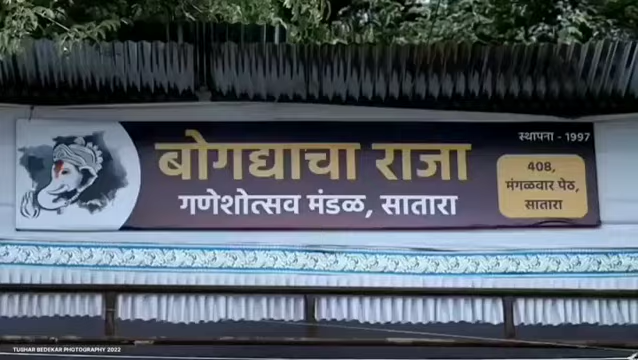 स्थापना - 1997
बोगद्याचा राजा
गणेशोत्सव मंडळ, सातारा
408,
मंगळवार पेठ,
सातारा
TUSHAR BEDEKAR PHOTOGRAPHY 2022